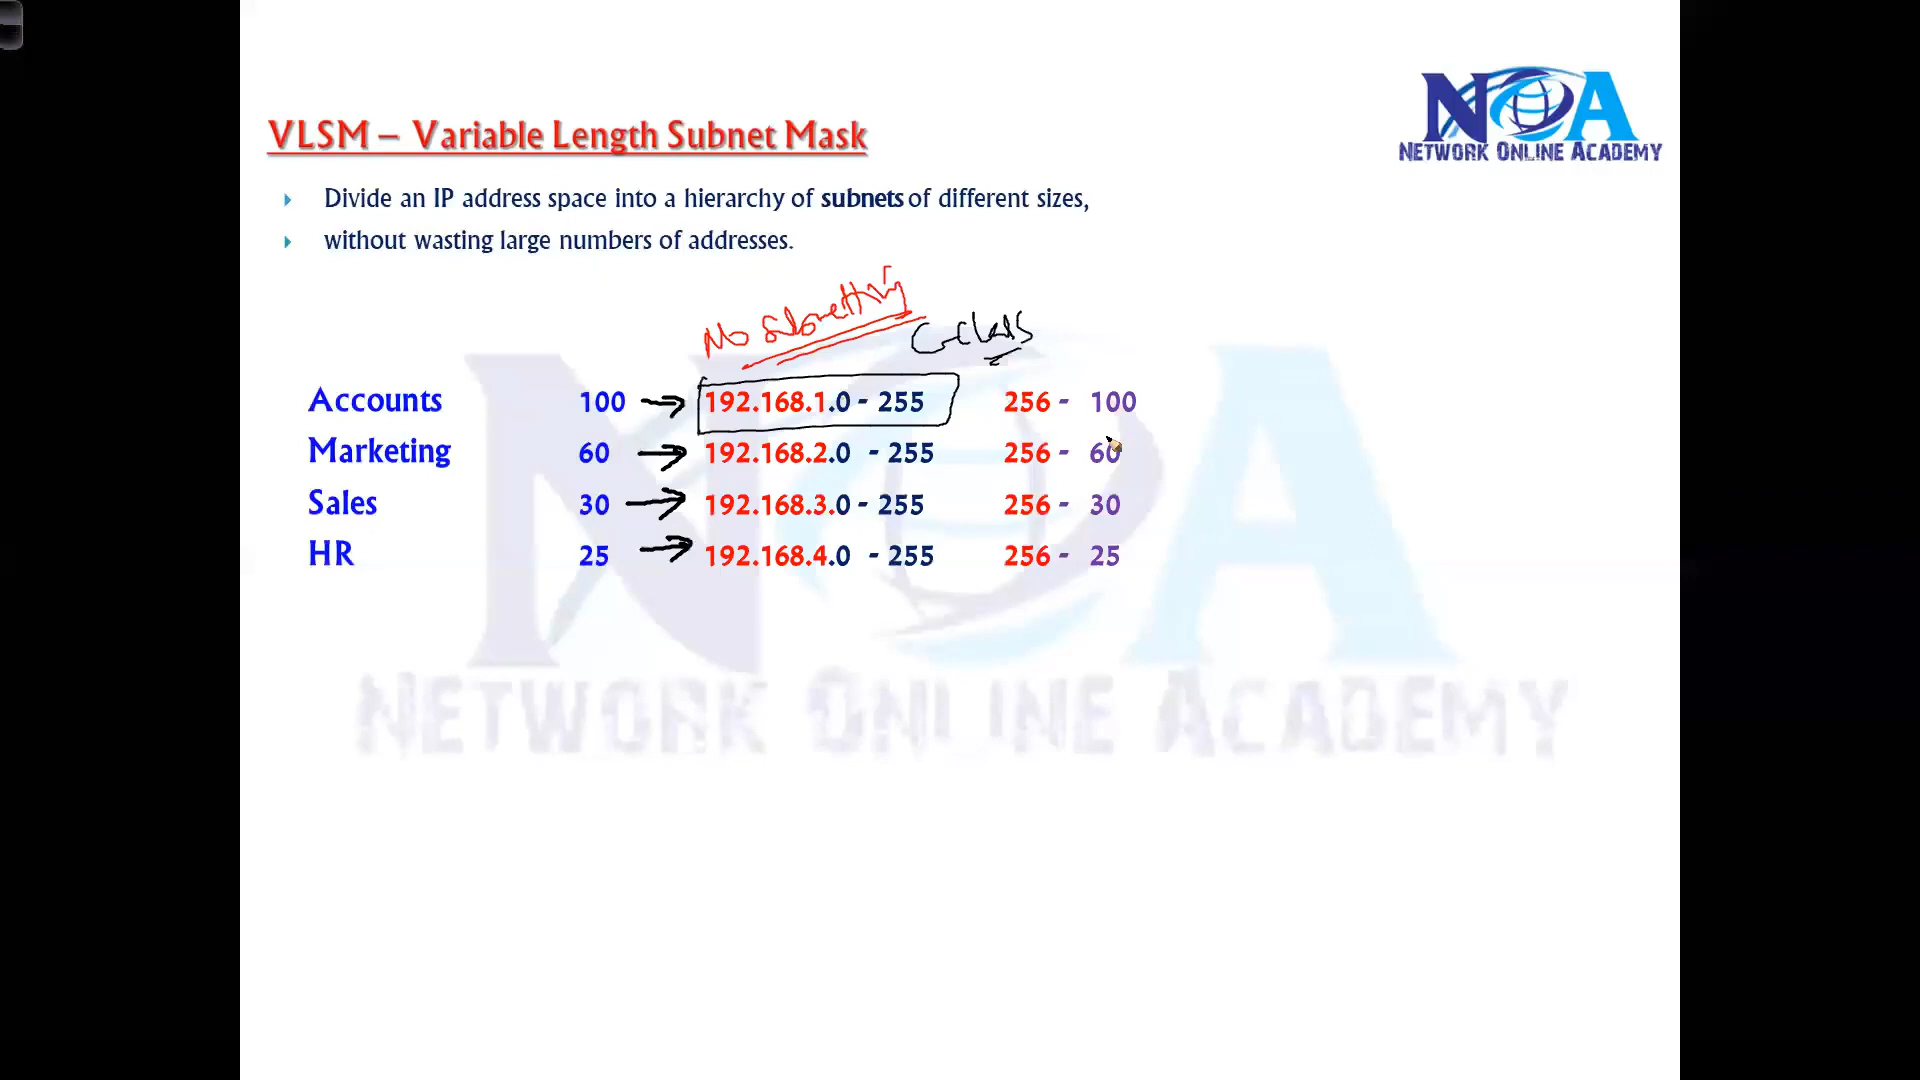 NOA
NETWORK ONLINE ACADEMY
VLSM – Variable Length Subnet Mask
Divide an IP address space into a hierarchy of subnets of different sizes,
without wasting large numbers of addresses.
No Subnetting
C-class
Accounts 100 192.168.1.0 - 255 256 - 100
Marketing 60 192.168.2.0 - 255 256 - 60
Sales 30 192.168.3.0 - 255 256 - 30
HR 25 192.168.4.0 - 255 256 - 25
NOA
NETWORK ONLINE ACADEMY